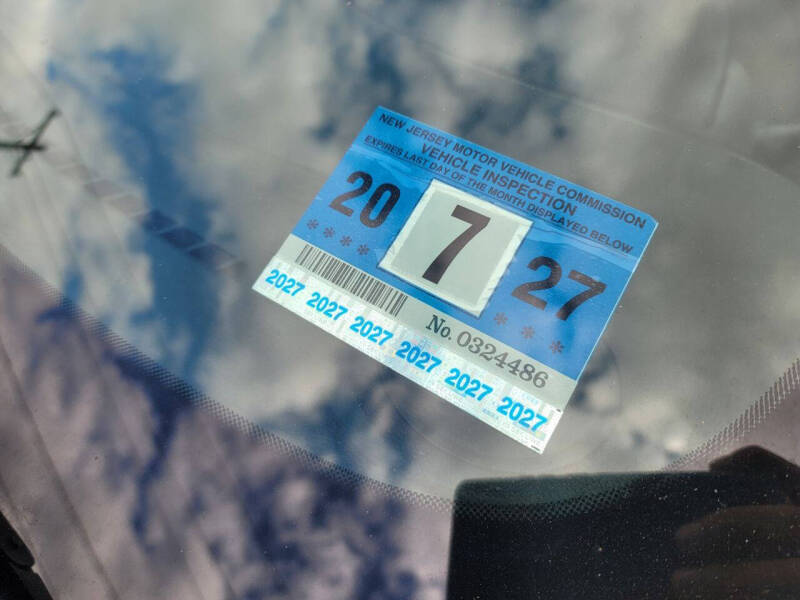 NEW JERSEY MOTOR VEHICLE COMMISSION
VEHICLE INSPECTION
EXPIRES LAST DAY OF THE MONTH DISPLAYED BELOW
20 7 27
**** ****
No. 0324486
2027 2027 2027 2027 2027 2027